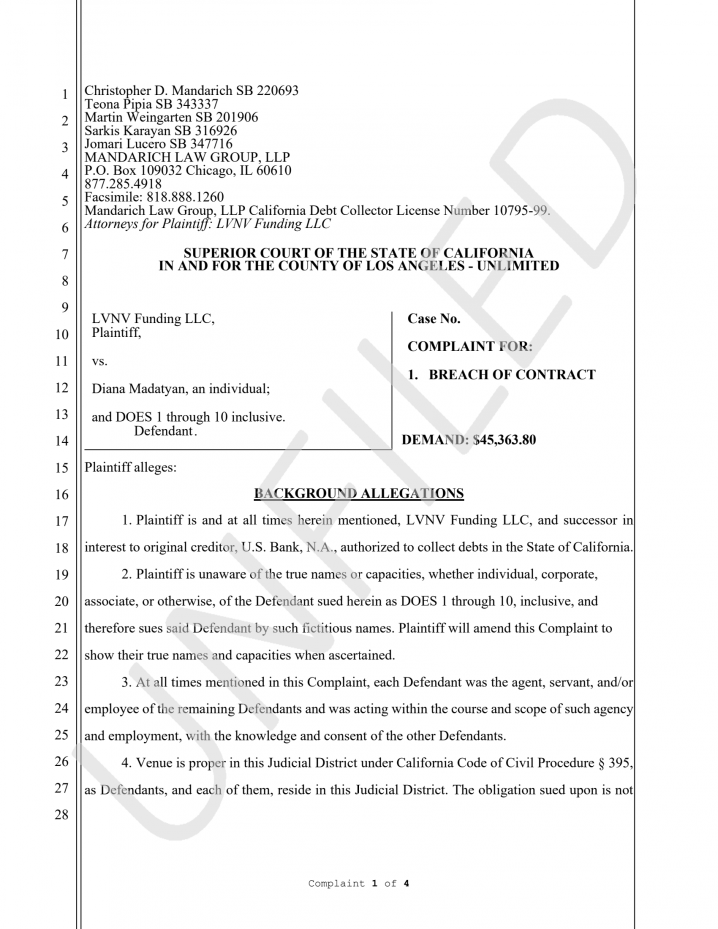 1 Christopher D. Mandarich SB 220693
Teona Pipia SB 343337
2 Martin Weingarten SB 201906
Sarkis Karayan SB 316926
3 Jomari Lucero SB 347716
MANDARICH LAW GROUP, LLP
4 P.O. Box 109032 Chicago, IL 60610
877.285.4918
5 Facsimile: 818.888.1260
Mandarich Law Group, LLP California Debt Collector License Number 10795-99.
6 Attorneys for Plaintiff: LVNV Funding LLC
7 SUPERIOR COURT OF THE STATE OF CALIFORNIA
IN AND FOR THE COUNTY OF LOS ANGELES - UNLIMITED
8
9
LVNV Funding LLC,
10 Plaintiff,
11 vs.
12 Diana Madatyan, an individual;
13 and DOES 1 through 10 inclusive.
Defendant.
14
Case No.
COMPLAINT FOR:
1. BREACH OF CONTRACT
DEMAND: $45,363.80
15 Plaintiff alleges:
16 BACKGROUND ALLEGATIONS
17 1. Plaintiff is and at all times herein mentioned, LVNV Funding LLC, and successor in
18 interest to original creditor, U.S. Bank, N.A., authorized to collect debts in the State of California.
19 2. Plaintiff is unaware of the true names or capacities, whether individual, corporate,
20 associate, or otherwise, of the Defendant sued herein as DOES 1 through 10, inclusive, and
21 therefore sues said Defendant by such fictitious names. Plaintiff will amend this Complaint to
22 show their true names and capacities when ascertained.
23 3. At all times mentioned in this Complaint, each Defendant was the agent, servant, and/or
24 employee of the remaining Defendants and was acting within the course and scope of such agency
25 and employment, with the knowledge and consent of the other Defendants.
26 4. Venue is proper in this Judicial District under California Code of Civil Procedure § 395,
27 as Defendants, and each of them, reside in this Judicial District. The obligation sued upon is not
28
Complaint 1 of 4
UNFILED